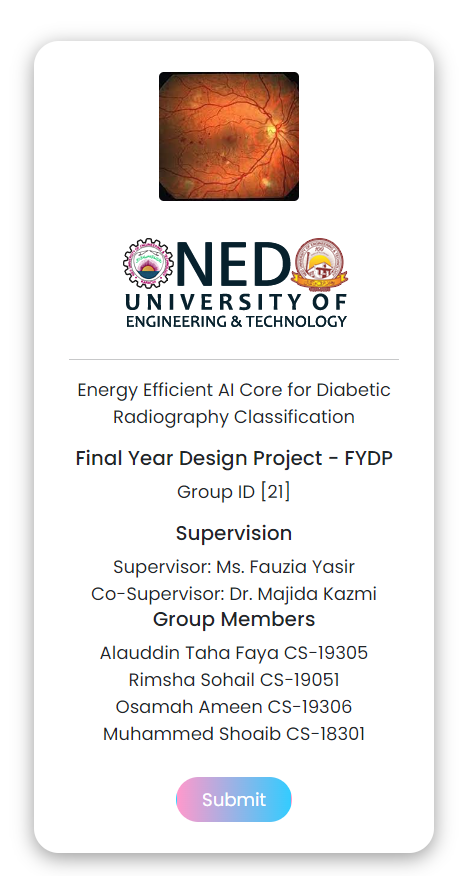 NED
UNIVERSITY OF
ENGINEERING & TECHNOLOGY
Energy Efficient AI Core for Diabetic
Radiography Classification
Final Year Design Project - FYDP
Group ID [21]
Supervision
Supervisor: Ms. Fauzia Yasir
Co-Supervisor: Dr. Majida Kazmi
Group Members
Alauddin Taha Faya CS-19305
Rimsha Sohail CS-19051
Osamah Ameen CS-19306
Muhammed Shoaib CS-18301
Submit